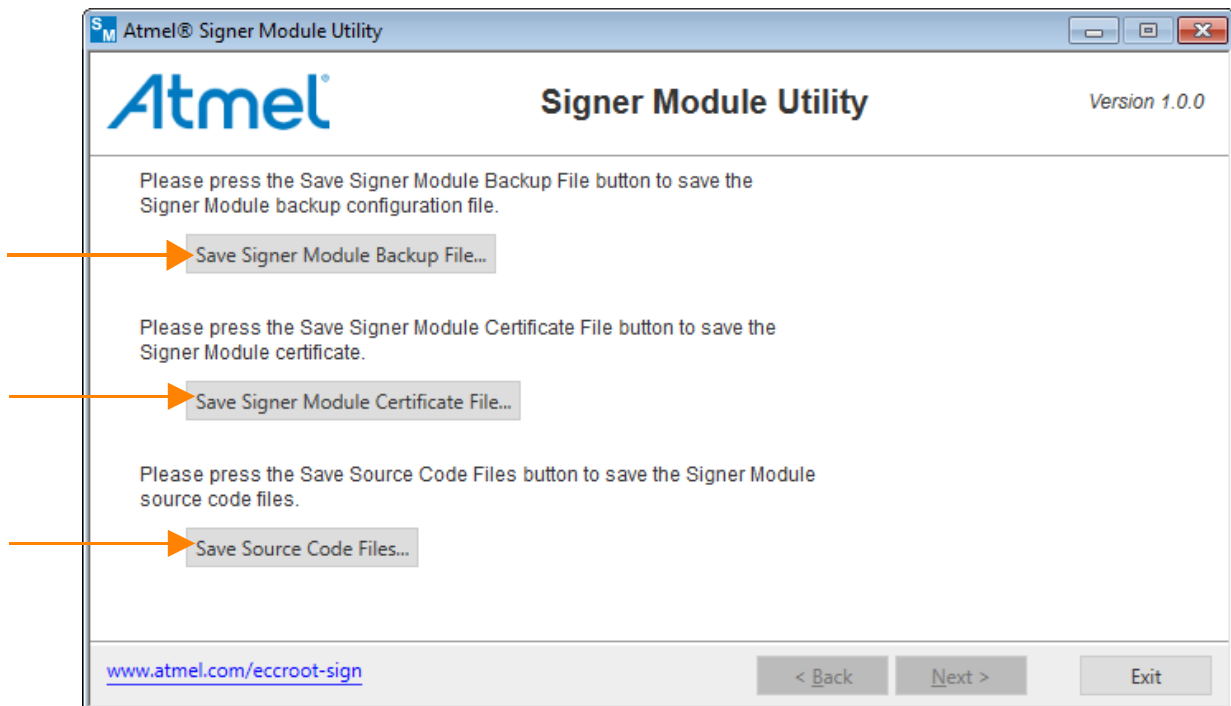 SM Atmel® Signer Module Utility
Atmel® Signer Module Utility Version 1.0.0
Please press the Save Signer Module Backup File button to save the
Signer Module backup configuration file.
Save Signer Module Backup File...
Please press the Save Signer Module Certificate File button to save the
Signer Module certificate.
Save Signer Module Certificate File...
Please press the Save Source Code Files button to save the Signer Module
source code files.
Save Source Code Files...
www.atmel.com/eccroot-sign < Back Next > Exit